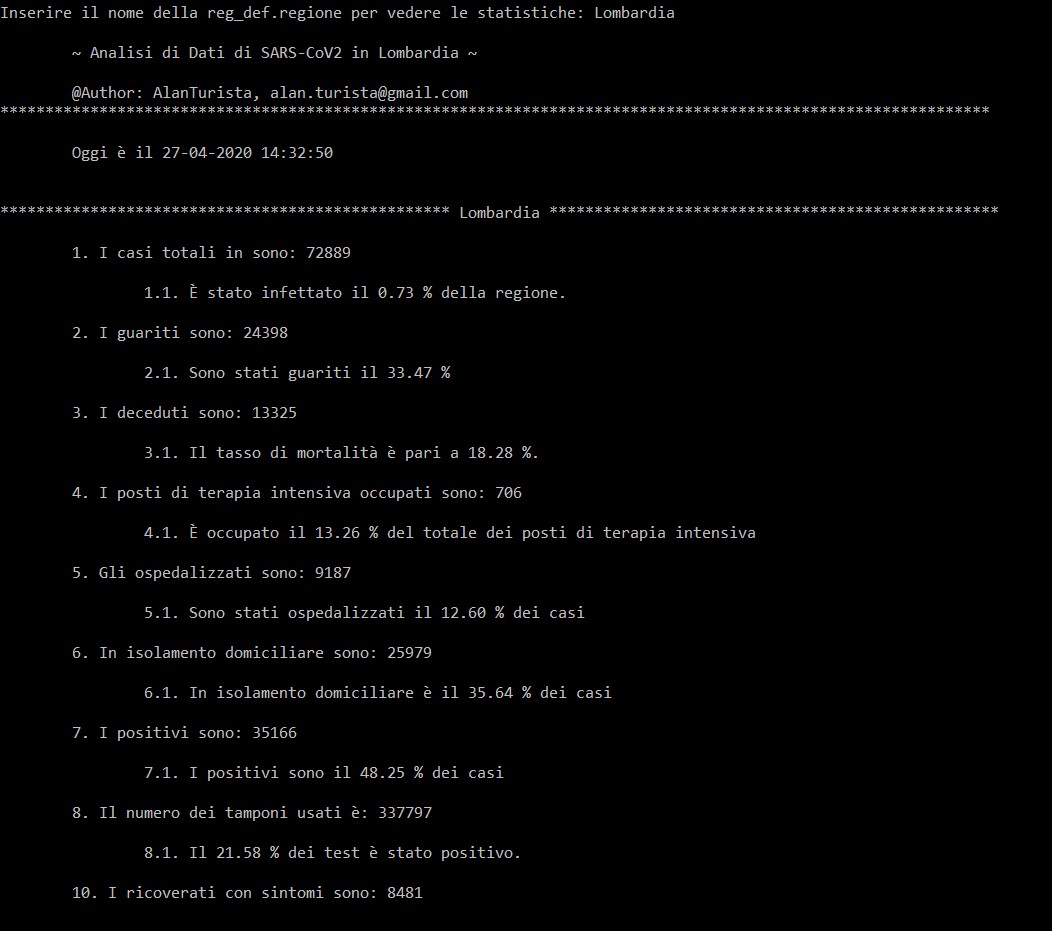 Inserire il nome della reg_def.regione per vedere le statistiche: Lombardia
~ Analisi di Dati di SARS-CoV2 in Lombardia ~
@Author: AlanTurista, alan.turista@gmail.com
**************************************************************************************************************
Oggi è il 27-04-2020 14:32:50
************************************************** Lombardia **************************************************
1. I casi totali in sono: 72889
1.1. È stato infettato il 0.73 % della regione.
2. I guariti sono: 24398
2.1. Sono stati guariti il 33.47 %
3. I deceduti sono: 13325
3.1. Il tasso di mortalità è pari a 18.28 %.
4. I posti di terapia intensiva occupati sono: 706
4.1. È occupato il 13.26 % del totale dei posti di terapia intensiva
5. Gli ospedalizzati sono: 9187
5.1. Sono stati ospedalizzati il 12.60 % dei casi
6. In isolamento domiciliare sono: 25979
6.1. In isolamento domiciliare è il 35.64 % dei casi
7. I positivi sono: 35166
7.1. I positivi sono il 48.25 % dei casi
8. Il numero dei tamponi usati è: 337797
8.1. Il 21.58 % dei test è stato positivo.
10. I ricoverati con sintomi sono: 8481